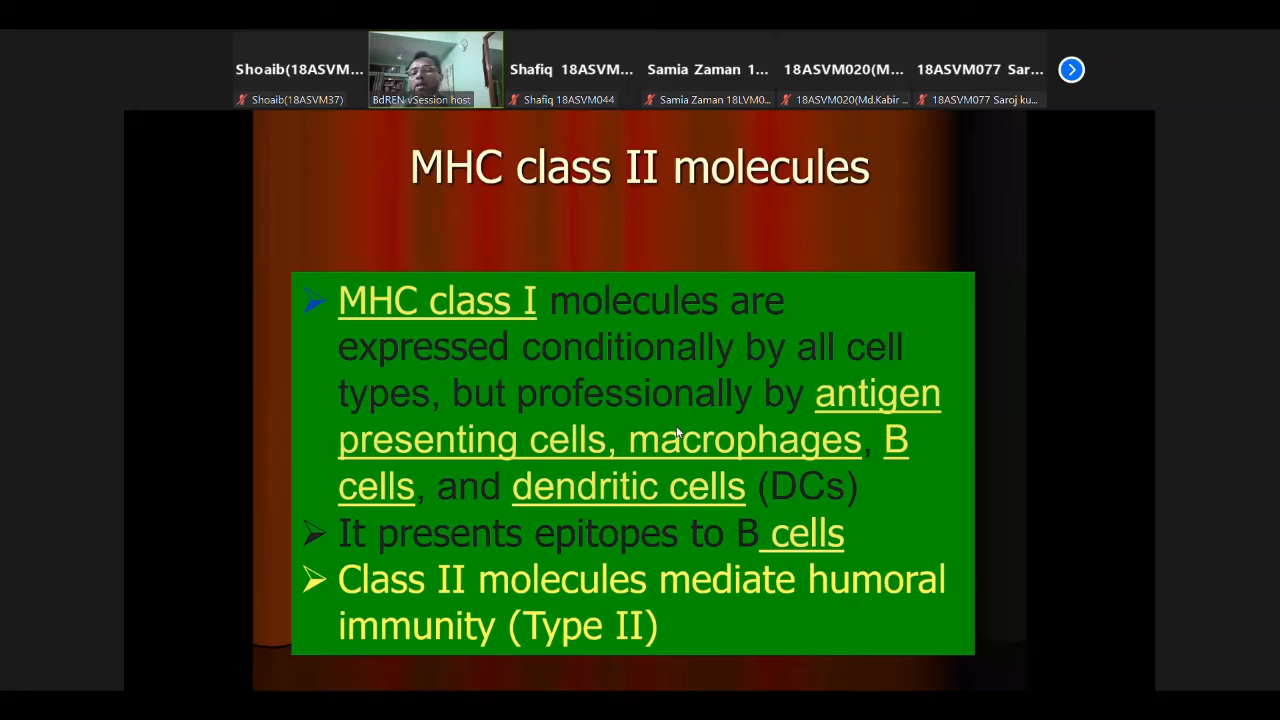 Shoaib(18ASVM... Shafiq 18ASVM... Samia Zaman 1... 18ASVM020(M... 18ASVM077 Sar...
Shoaib(18ASVM37) BdREN vSession host Shafiq 18ASVM044 Samia Zaman 18LVM0... 18ASVM020(Md.Kabir ... 18ASVM077 Saroj ku...
MHC class II molecules
MHC class I molecules are
expressed conditionally by all cell
types, but professionally by antigen
presenting cells, macrophages, B
cells, and dendritic cells (DCs)
It presents epitopes to B cells
Class II molecules mediate humoral
immunity (Type II)